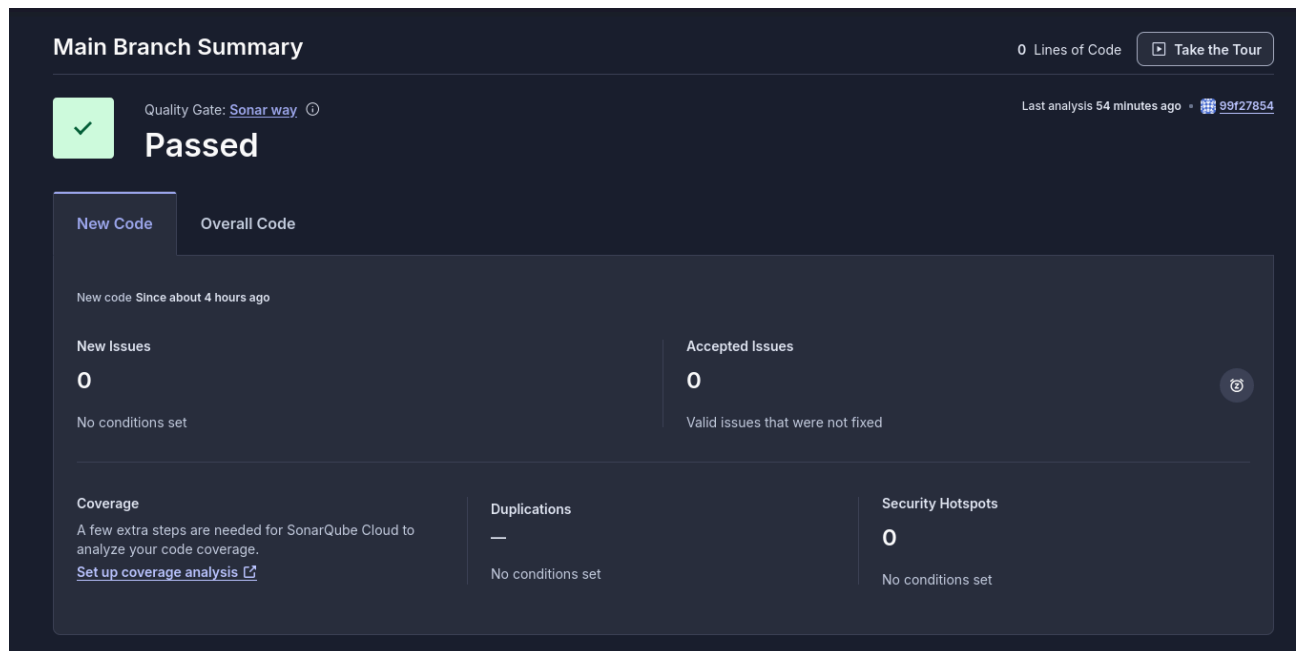 Main Branch Summary
0 Lines of Code
Take the Tour
Quality Gate: Sonar way
Passed
Last analysis 54 minutes ago • 99f27854
New Code
Overall Code
New code Since about 4 hours ago
New Issues
0
No conditions set
Accepted Issues
0
Valid issues that were not fixed
Coverage
A few extra steps are needed for SonarQube Cloud to
analyze your code coverage.
Set up coverage analysis
Duplications
—
No conditions set
Security Hotspots
0
No conditions set